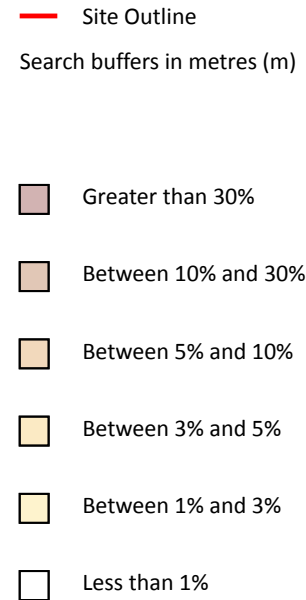 Site Outline
Search buffers in metres (m)
Greater than 30%
Between 10% and 30%
Between 5% and 10%
Between 3% and 5%
Between 1% and 3%
Less than 1%